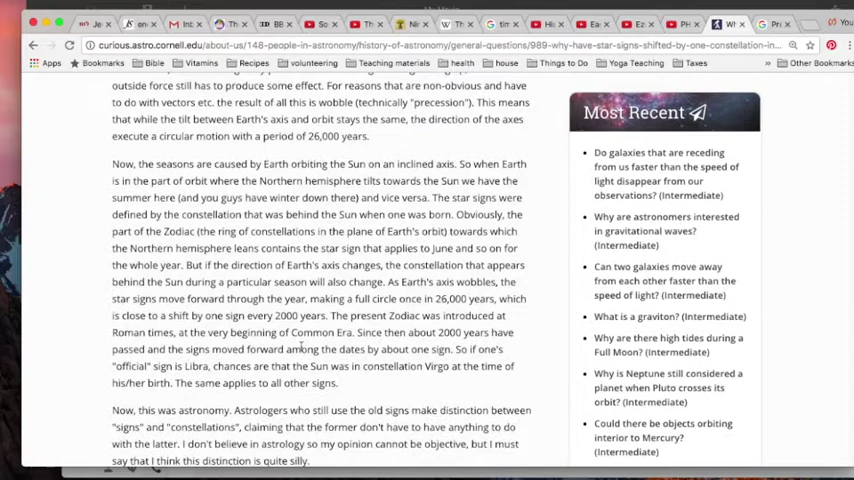 Je
en
Gm
Th
BB
So
Th
Nin
Th
tim
His
Ea
Ez
PH
Wh
Pro
You
curious.astro.cornell.edu/about-us/148-people-in-astronomy/history-of-astronomy/general-questions/989-why-have-star-signs-shifted-by-one-constellation-in
Apps Bookmarks Bible Vitamins Recipes volunteering Teaching materials health house Things to Do Yoga Teaching Taxes » Other Bookmarks
outside force still has to produce some effect. For reasons that are non-obvious and have
to do with vectors etc. the result of all this is wobble (technically "precession"). This means
that while the tilt between Earth's axis and orbit stays the same, the direction of the axes
execute a circular motion with a period of 26,000 years.
Now, the seasons are caused by Earth orbiting the Sun on an inclined axis. So when Earth
is in the part of orbit where the Northern hemisphere tilts towards the Sun we have the
summer here (and you guys have winter down there) and vice versa. The star signs were
defined by the constellation that was behind the Sun when one was born. Obviously, the
part of the Zodiac (the ring of constellations in the plane of Earth's orbit) towards which
the Northern hemisphere leans contains the star sign that applies to June and so on for
the whole year. But if the direction of Earth's axis changes, the constellation that appears
behind the Sun during a particular season will also change. As Earth's axis wobbles, the
star signs move forward through the year, making a full circle once in 26,000 years, which
is close to a shift by one sign every 2000 years. The present Zodiac was introduced at
Roman times, at the very beginning of Common Era. Since then about 2000 years have
passed and the signs moved forward among the dates by about one sign. So if one's
"official" sign is Libra, chances are that the Sun was in constellation Virgo at the time of
his/her birth. The same applies to all other signs.
Now, this was astronomy. Astrologers who still use the old signs make distinction between
"signs" and "constellations", claiming that the former don't have to have anything to do
with the latter. I don't believe in astrology so my opinion cannot be objective, but I must
say that I think this distinction is quite silly.
Most Recent
Do galaxies that are receding
from us faster than the speed of
light disappear from our
observations? (Intermediate)
Why are astronomers interested
in gravitational waves?
(Intermediate)
Can two galaxies move away
from each other faster than the
speed of light? (Intermediate)
What is a graviton? (Intermediate)
Why are there high tides during a
Full Moon? (Intermediate)
Why is Neptune still considered a
planet when Pluto crosses its
orbit? (Intermediate)
Could there be objects orbiting
interior to Mercury?
(Intermediate)